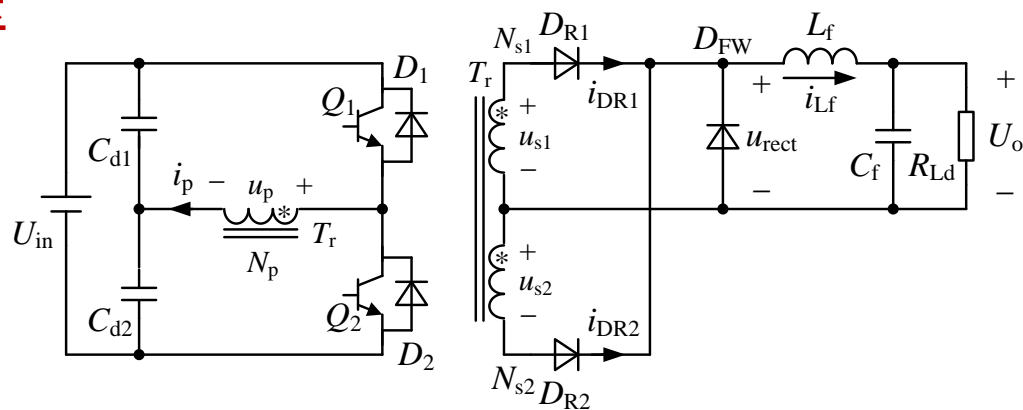 N_s1 D_R1 D_FW L_f
D_1 T_r + i_DR1 + i_Lf +
Q_1 * u_s1 u_rect U_o
C_d1 − C_f R_Ld
i_p − u_p + − −
*
U_in N_p T_r
* + u_s2
C_d2 Q_2 − i_DR2
D_2 N_s2 D_R2